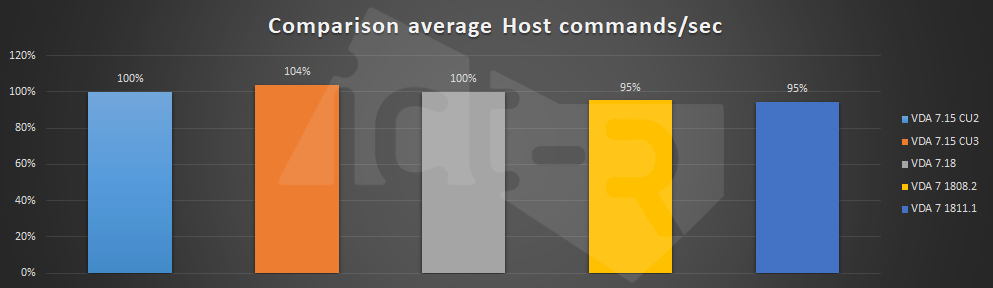 Comparison average Host commands/sec
120%
100%
80%
60%
40%
20%
0%
100%
104%
100%
95%
95%
VDA 7.15 CU2
VDA 7.15 CU3
VDA 7.18
VDA 7 1808.2
VDA 7 1811.1